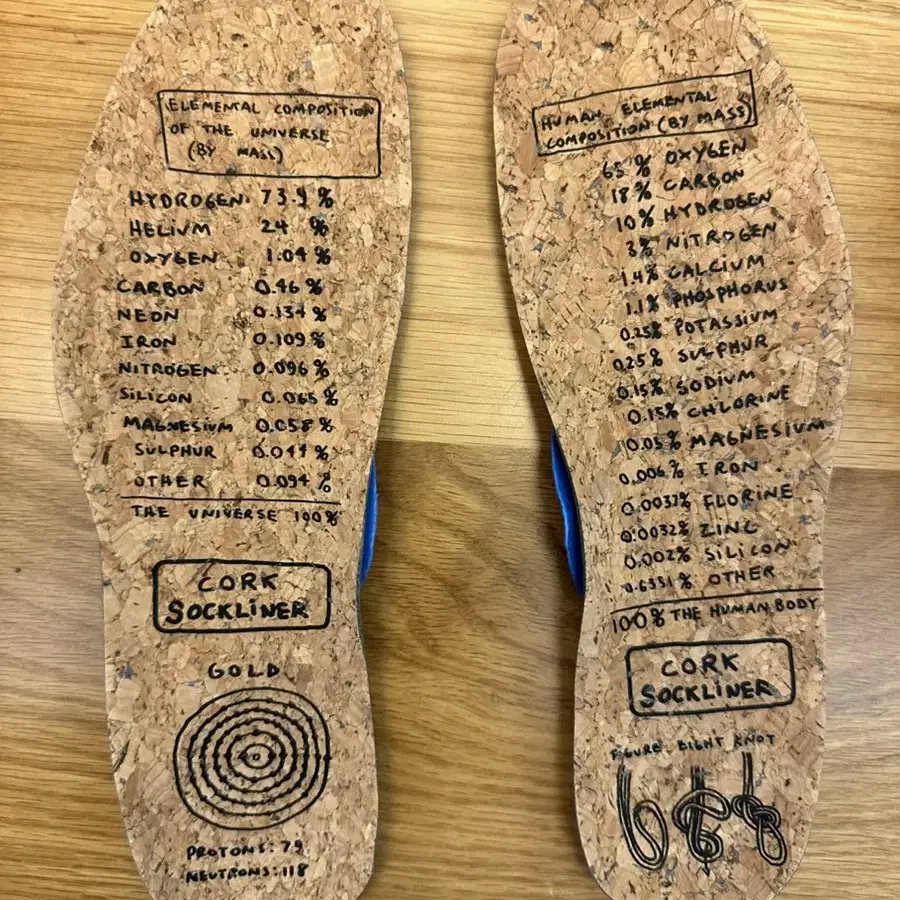 ELEMENTAL COMPOSITION
OF THE UNIVERSE
(BY MASS)
HYDROGEN 73.9 %
HELIUM 24 %
OXYGEN 1.04 %
CARBON 0.46 %
NEON 0.134 %
IRON 0.109 %
NITROGEN 0.096 %
SILICON 0.065 %
MAGNESIUM 0.058 %
SULPHUR 0.044 %
OTHER 0.094 %
THE UNIVERSE 100%
CORK
SOCKLINER
GOLD
PROTONS: 79
NEUTRONS: 118
HUMAN ELEMENTAL
COMPOSITION (BY MASS)
65 % OXYGEN
18% CARBON
10% HYDROGEN
3% NITROGEN
1.4% CALCIUM
1.1% PHOSPHORUS
0.25% POTASSIUM
0.25% SULPHUR
0.15% SODIUM
0.15% CHLORINE
0.05% MAGNESIUM
0.006% IRON
0.0037% FLORINE
0.0032% ZINC
0.002% SILICON
0.6351% OTHER
100% THE HUMAN BODY
CORK
SOCKLINER
FIGURE EIGHT KNOT